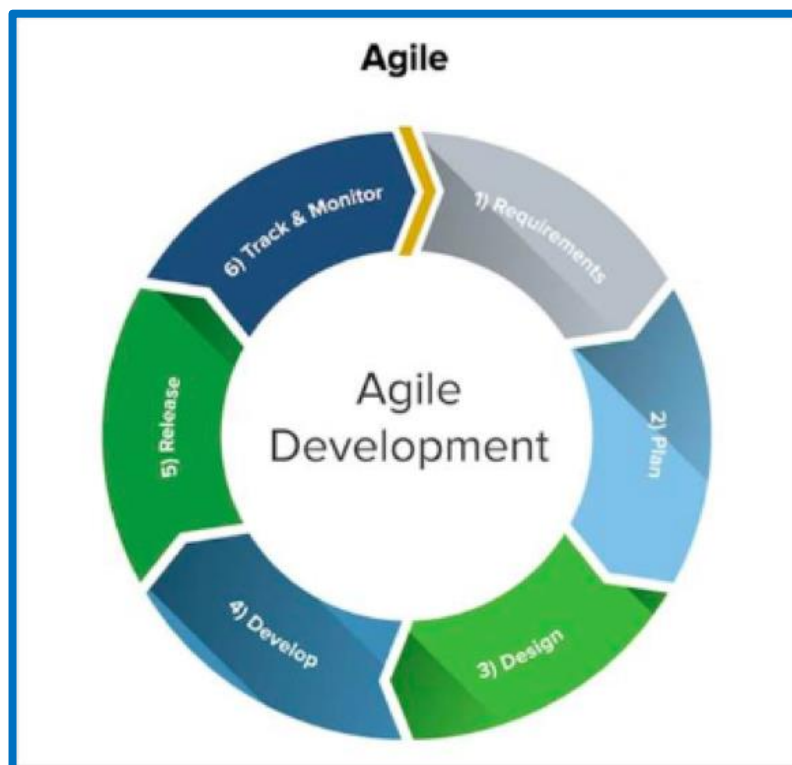 Agile
1) Requirements
2) Plan
3) Design
4) Develop
5) Release
6) Track & Monitor
Agile
Development